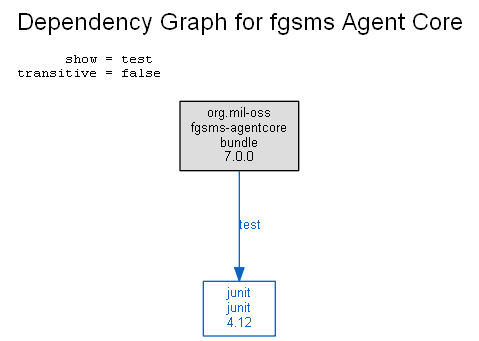 Dependency Graph for fgsms Agent Core
show = test
transitive = false
org.mil-oss
fgsms-agentcore
bundle
7.0.0
test
junit
junit
4.12